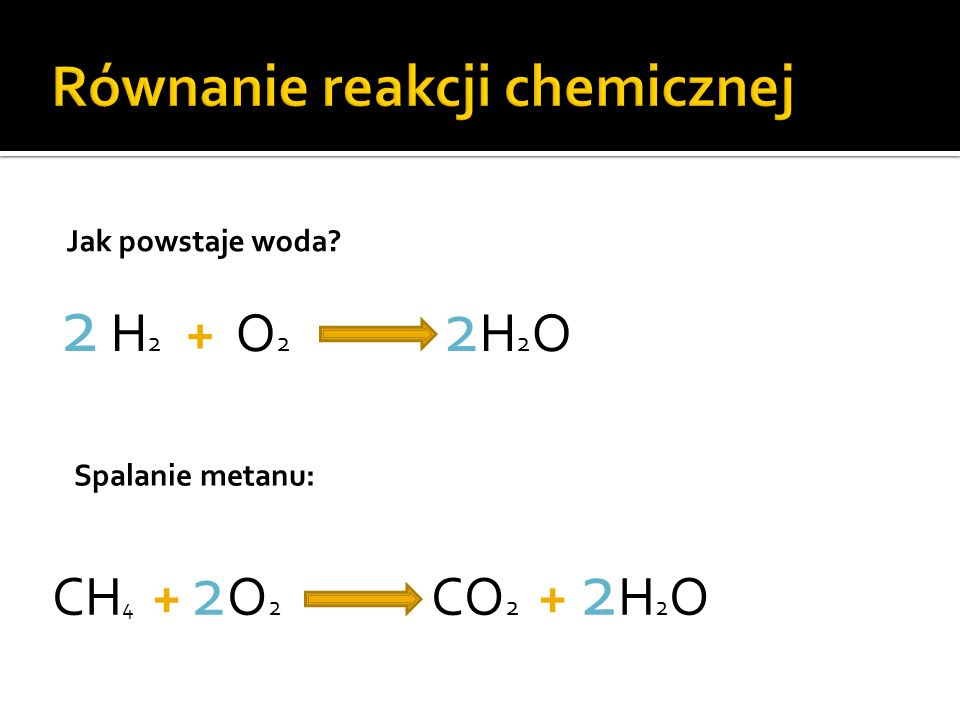 Równanie reakcji chemicznej
Jak powstaje woda?
2 H₂ + O₂ → 2H₂O
Spalanie metanu:
CH₄ + 2O₂ → CO₂ + 2H₂O